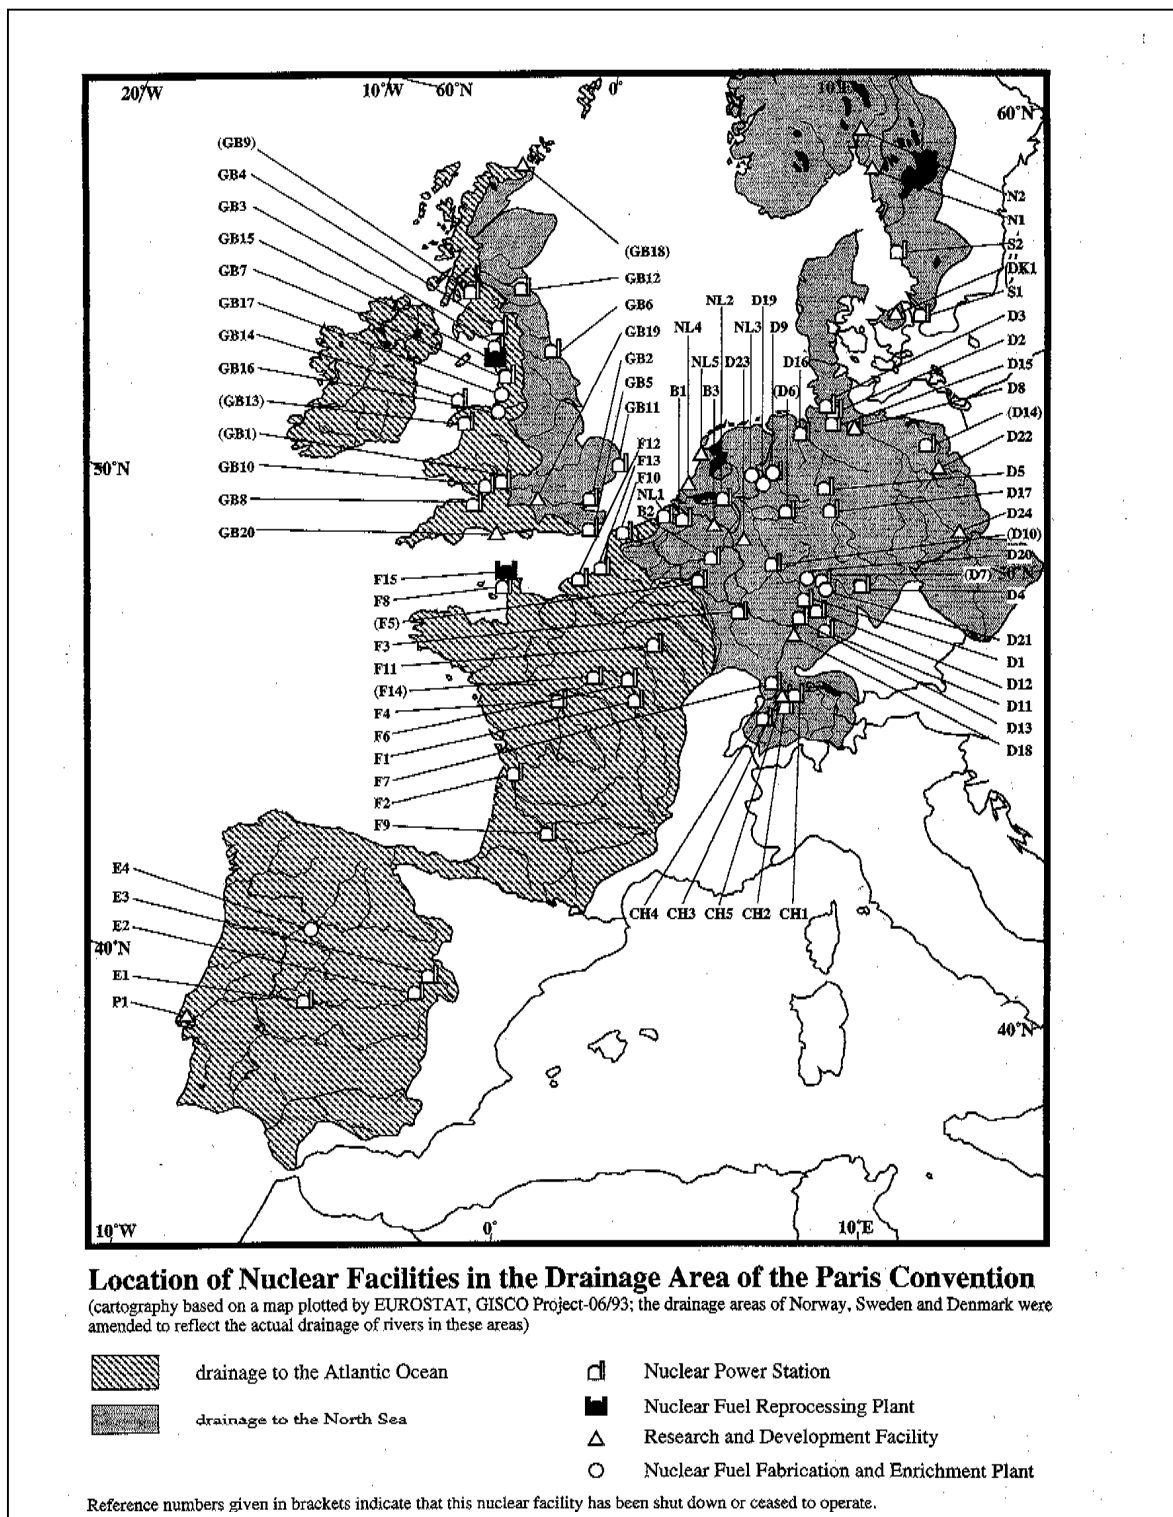 20°W
10°W
60°N
0°
10°E
60°N
(GB9)
GB4
GB3
GB15
GB7
GB17
GB14
GB16
(GB13)
(GB1)
50°N
GB10
GB8
GB20
(GB18)
GB12
GB6
GB19
GB2
GB5
GB11
F12
F13
F10
NL1
B2
NL2
D19
NL4
NL3
D9
NL5
D23
D16
B1
B3
(D6)
N2
N1
S2
DK1
S1
D3
D2
D15
D8
(D14)
D22
D5
D17
D24
(D10)
D20
(D7)
50°N
D4
D21
D1
D12
D11
D13
D18
F15
F8
(F5)
F3
F11
(F14)
F4
F6
F1
F7
F2
F9
E4
E3
E2
40°N
E1
P1
CH4
CH3
CH5
CH2
CH1
40°N
10°W
0°
10°E
Location of Nuclear Facilities in the Drainage Area of the Paris Convention
(cartography based on a map plotted by EUROSTAT, GISCO Project-06/93; the drainage areas of Norway, Sweden and Denmark were
amended to reflect the actual drainage of rivers in these areas)
drainage to the Atlantic Ocean
drainage to the North Sea
Nuclear Power Station
Nuclear Fuel Reprocessing Plant
Research and Development Facility
Nuclear Fuel Fabrication and Enrichment Plant
Reference numbers given in brackets indicate that this nuclear facility has been shut down or ceased to operate.